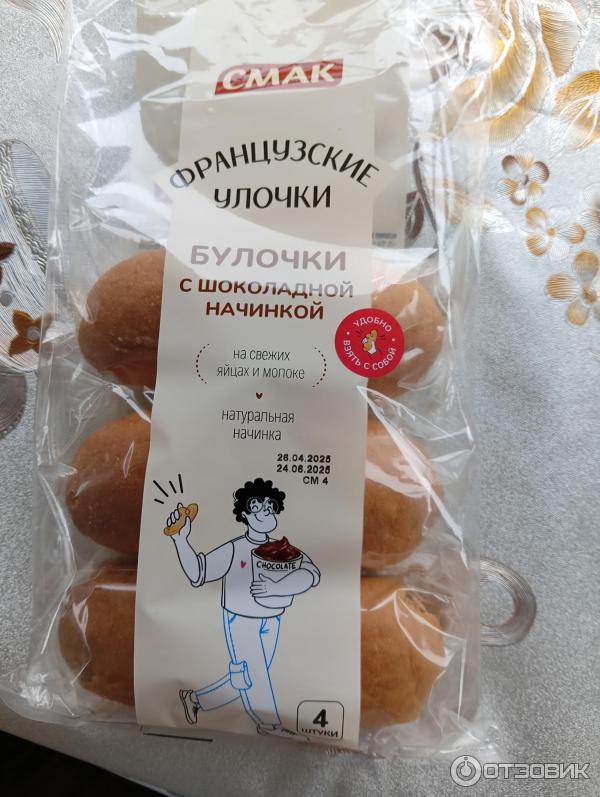 СМАК
ФРАНЦУЗСКИЕ
УЛОЧКИ
БУЛОЧКИ
С ШОКОЛАДНОЙ
НАЧИНКОЙ
УДОБНО
ВЗЯТЬ С СОБОЙ
на свежих
яйцах и молоке
натуральная
начинка
26.04.2025
24.06.2025
СМ 4
CHOCOLATE
4
ШТУКИ
ОТЗОВИК